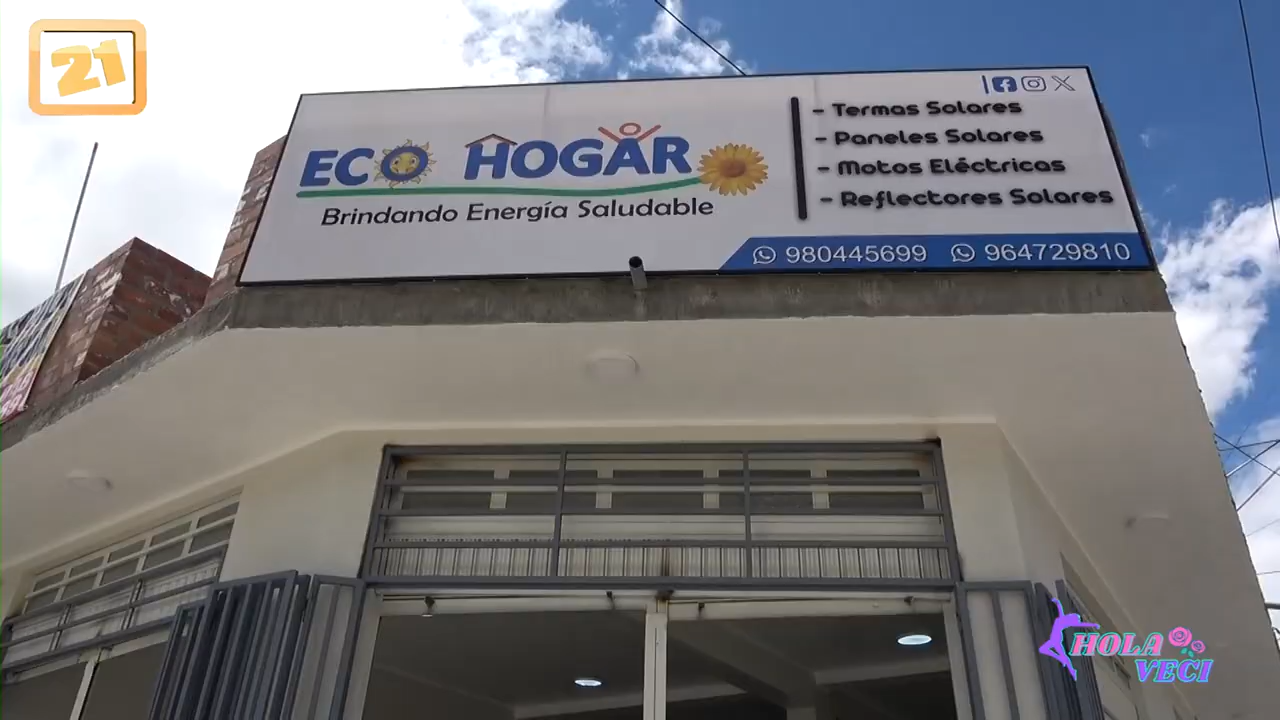 21
ECO HOGAR
Brindando Energía Saludable
- Termas Solares
- Paneles Solares
- Motos Eléctricas
- Reflectores Solares
980445699 964729810
HOLA
VECI